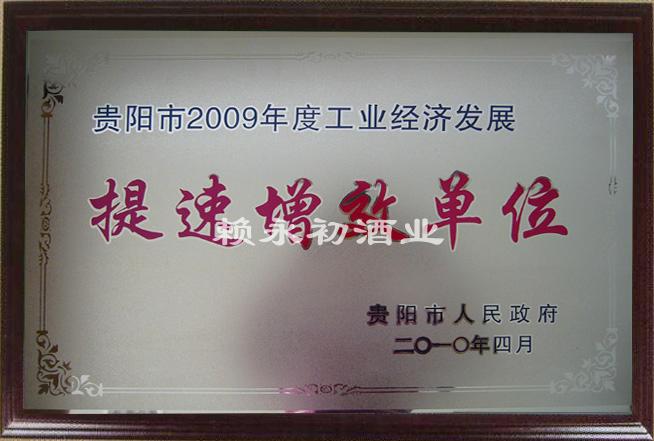 贵阳市2009年度工业经济发展
提速增效单位
赖永初酒业
贵阳市人民政府
二〇一〇年四月